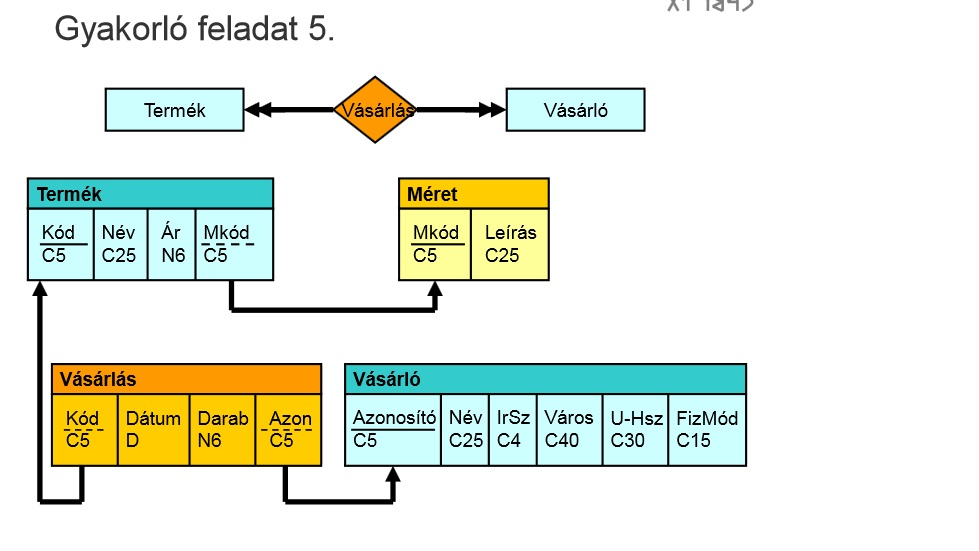 Gyakorló feladat 5.
Termék
Vásárlás
Vásárló
Termék
Kód
C5
Név
C25
Ár
N6
Mkód
C5
Méret
Mkód
C5
Leírás
C25
Vásárlás
Kód
C5
Dátum
D
Darab
N6
Azon
C5
Vásárló
Azonosító
C5
Név
C25
IrSz
C4
Város
C40
U-Hsz
C30
FizMód
C15